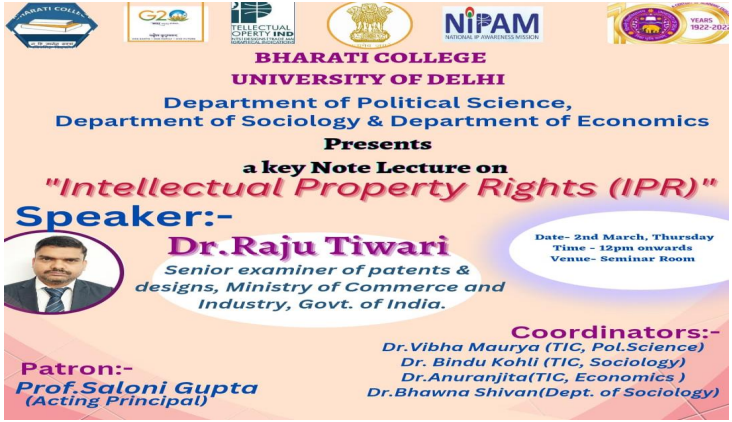 BHARATI COLLEGE
G20
INTELLECTUAL
PROPERTY INDIA
NIPAM
NATIONAL IP AWARENESS MISSION
YEARS
1922-2022
BHARATI COLLEGE
UNIVERSITY OF DELHI
Department of Political Science,
Department of Sociology & Department of Economics
Presents
a key Note Lecture on
"Intellectual Property Rights (IPR)"
Speaker:-
Dr.Raju Tiwari
Senior examiner of patents &
designs, Ministry of Commerce and
Industry, Govt. of India.
Date- 2nd March, Thursday
Time - 12pm onwards
Venue- Seminar Room
Patron:-
Prof.Saloni Gupta
(Acting Principal)
Coordinators:-
Dr.Vibha Maurya (TIC, Pol.Science)
Dr. Bindu Kohli (TIC, Sociology)
Dr.Anuranjita(TIC, Economics )
Dr.Bhawna Shivan(Dept. of Sociology)